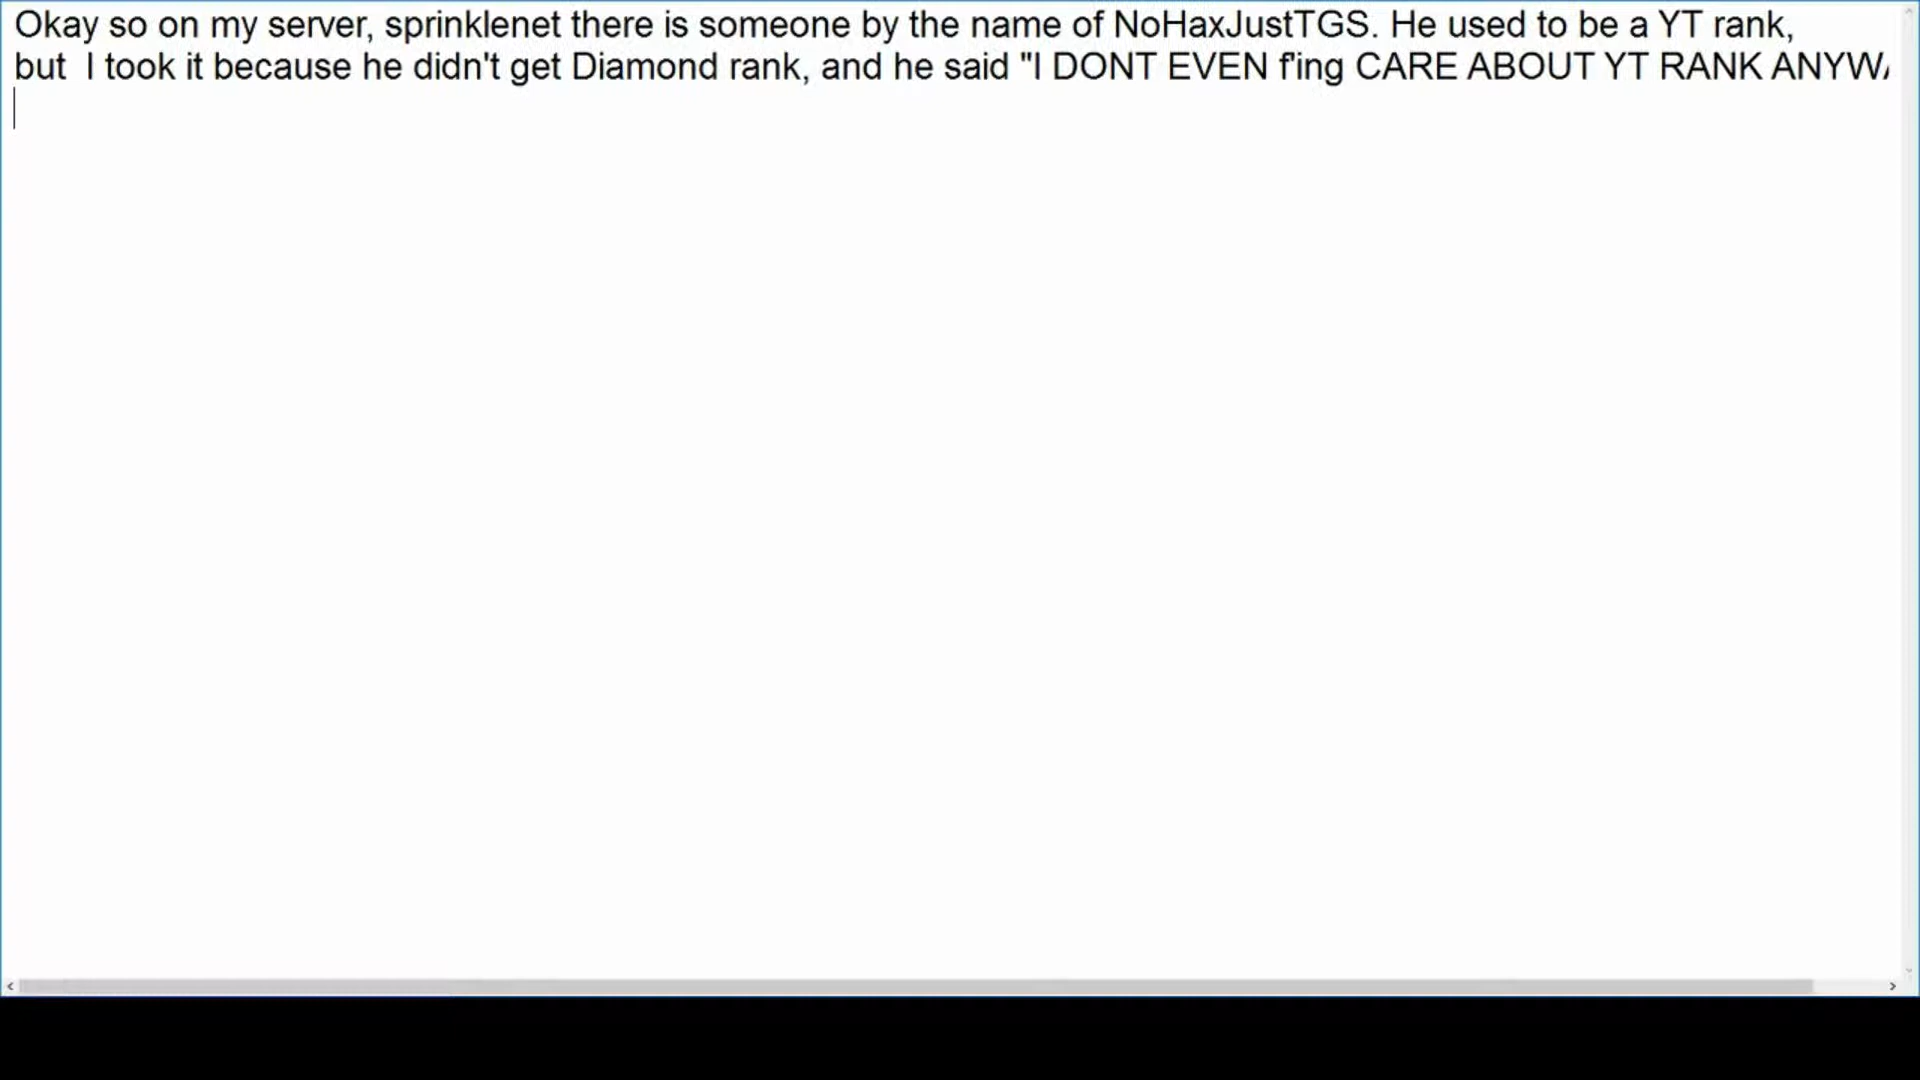 Okay so on my server, sprinklenet there is someone by the name of NoHaxJustTGS. He used to be a YT rank,
but  I took it because he didn't get Diamond rank, and he said "I DONT EVEN f'ing CARE ABOUT YT RANK